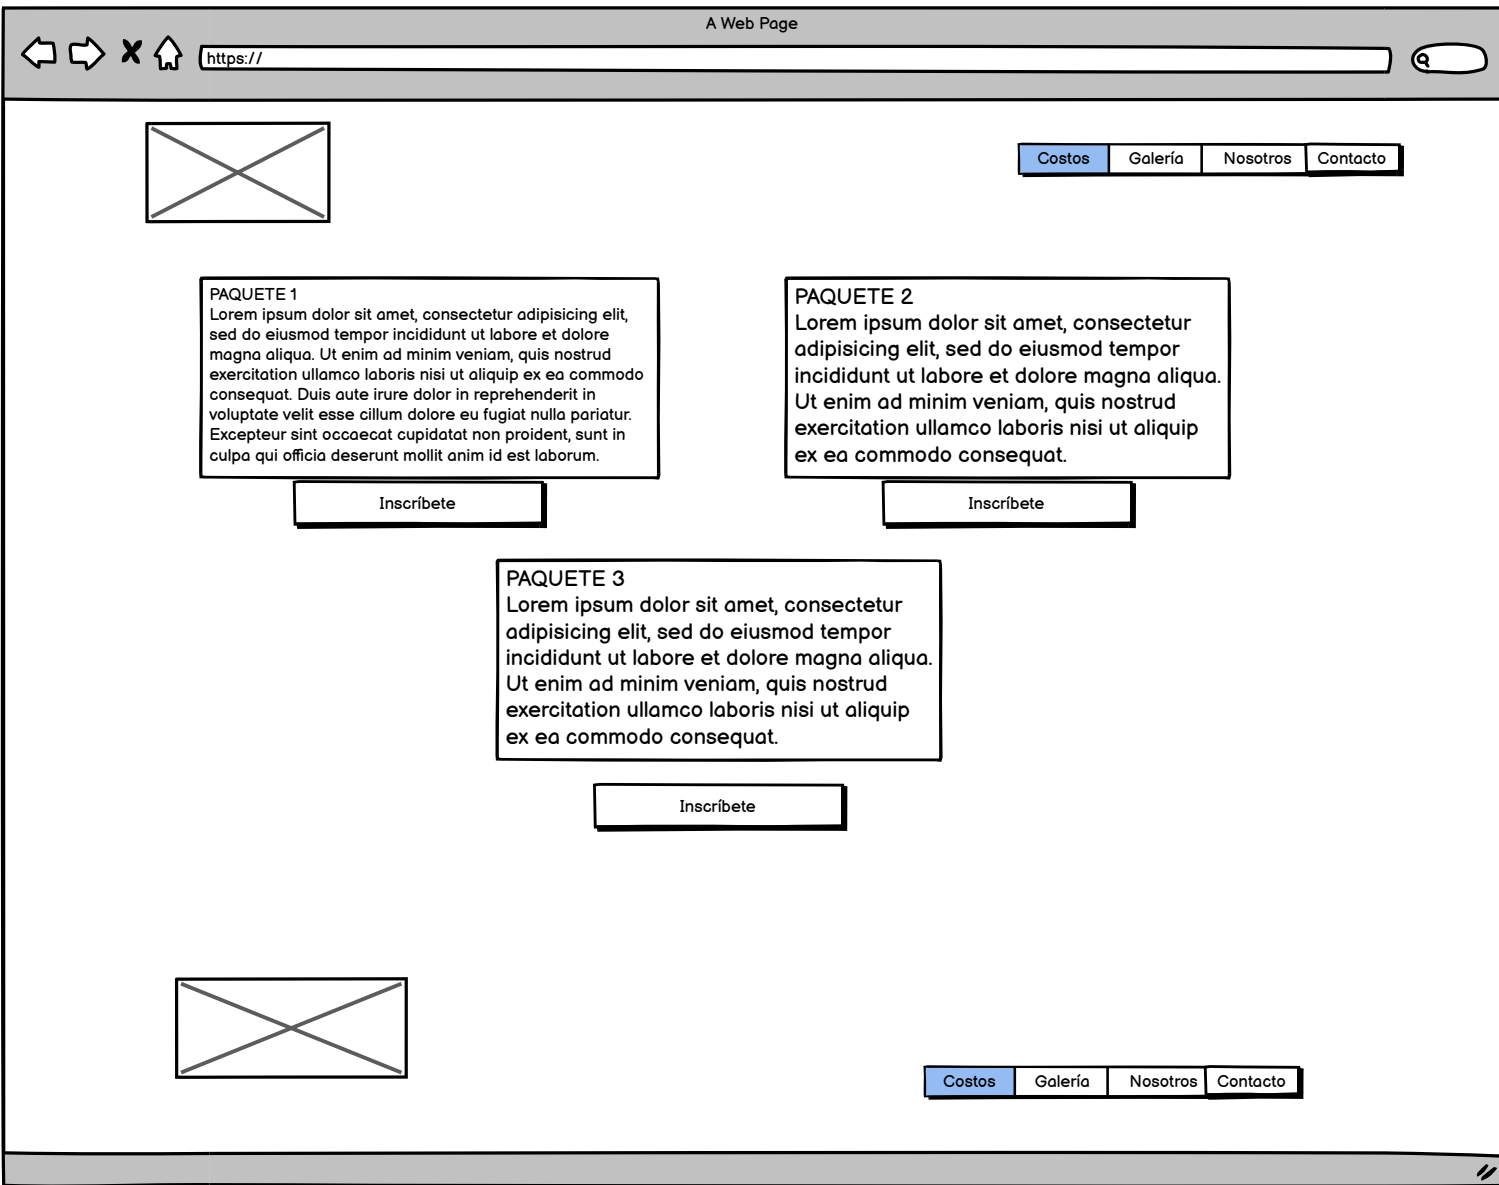 A Web Page
https://
Costos Galería Nosotros Contacto
PAQUETE 1
Lorem ipsum dolor sit amet, consectetur adipisicing elit,
sed do eiusmod tempor incididunt ut labore et dolore
magna aliqua. Ut enim ad minim veniam, quis nostrud
exercitation ullamco laboris nisi ut aliquip ex ea commodo
consequat. Duis aute irure dolor in reprehenderit in
voluptate velit esse cillum dolore eu fugiat nulla pariatur.
Excepteur sint occaecat cupidatat non proident, sunt in
culpa qui officia deserunt mollit anim id est laborum.
Inscríbete
PAQUETE 2
Lorem ipsum dolor sit amet, consectetur
adipisicing elit, sed do eiusmod tempor
incididunt ut labore et dolore magna aliqua.
Ut enim ad minim veniam, quis nostrud
exercitation ullamco laboris nisi ut aliquip
ex ea commodo consequat.
Inscríbete
PAQUETE 3
Lorem ipsum dolor sit amet, consectetur
adipisicing elit, sed do eiusmod tempor
incididunt ut labore et dolore magna aliqua.
Ut enim ad minim veniam, quis nostrud
exercitation ullamco laboris nisi ut aliquip
ex ea commodo consequat.
Inscríbete
Costos Galería Nosotros Contacto